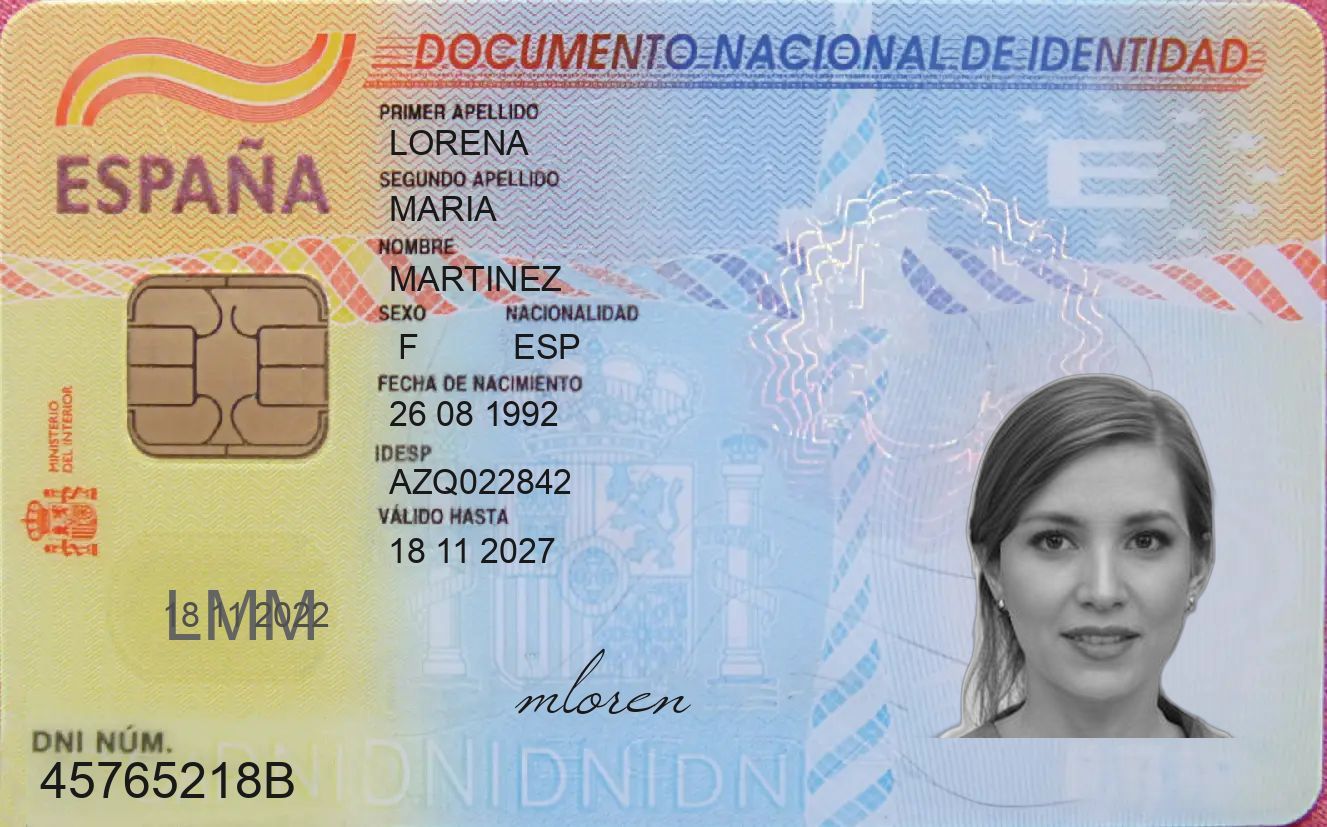 DOCUMENTO NACIONAL DE IDENTIDAD
ESPAÑA
PRIMER APELLIDO
LORENA
SEGUNDO APELLIDO
MARIA
NOMBRE
MARTINEZ
SEXO NACIONALIDAD
F ESP
FECHA DE NACIMIENTO
26 08 1992
IDESP
AZQ022842
VÁLIDO HASTA
18 11 2027
MINISTERIO
DEL INTERIOR
E
18 11 2022
LMM
mloren
DNI NÚM.
45765218B
DNIDNIDNIDNI